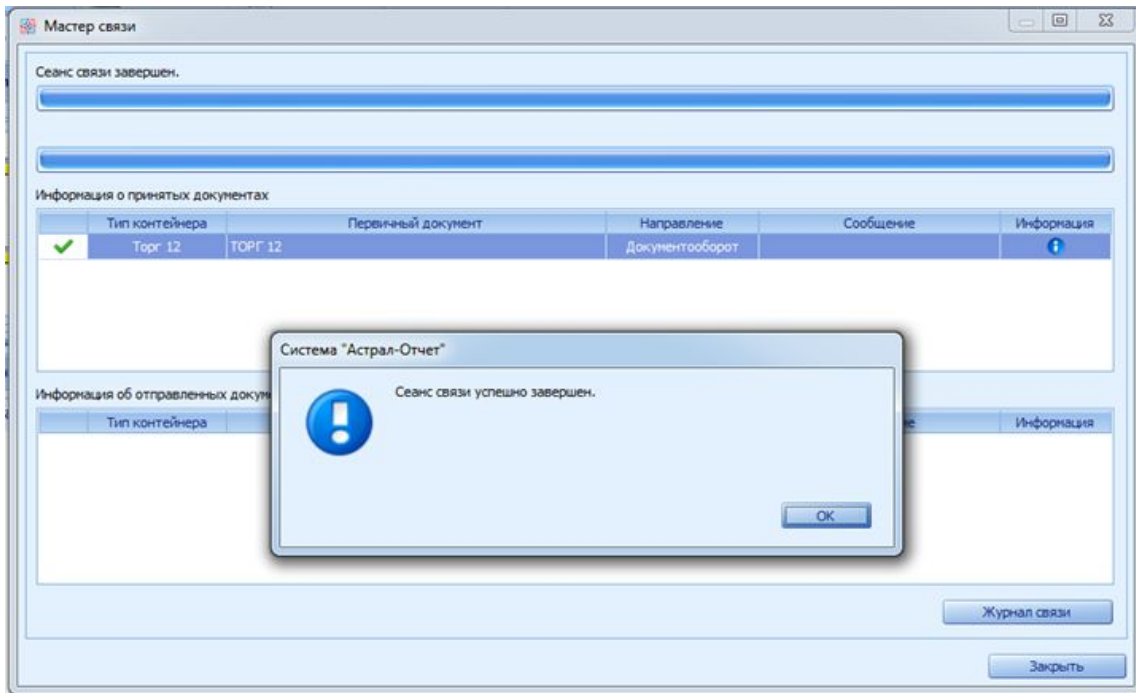 Мастер связи
Сеанс связи завершен.
Информация о принятых документах
Тип контейнера Первичный документ Направление Сообщение Информация
Торг 12 ТОРГ 12 Документооборот
Система "Астрал-Отчет"
Сеанс связи успешно завершен.
OK
Информация об отправленных
Тип контейнера Информация
Журнал связи
Закрыть